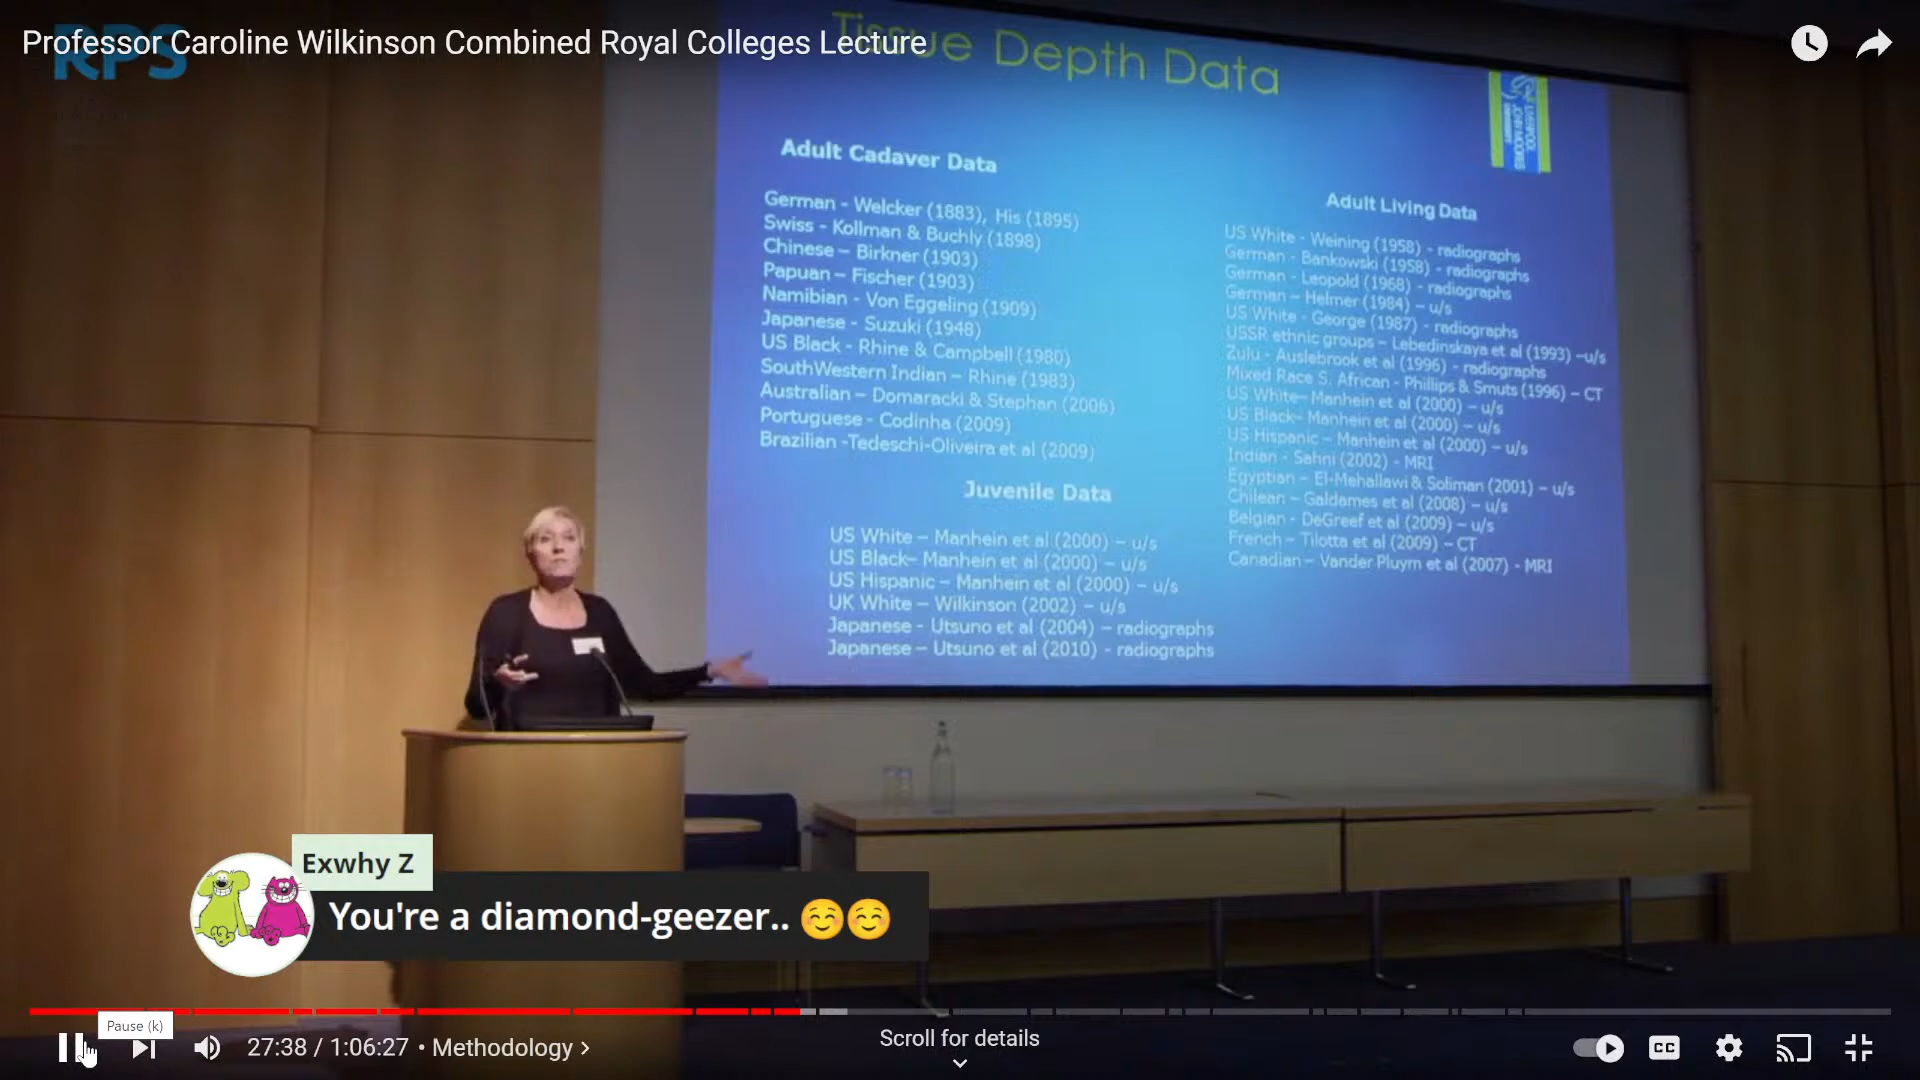 Professor Caroline Wilkinson Combined Royal Colleges Lecture
RPS
Tissue Depth Data
LIVERPOOL
JOHN MOORES
UNIVERSITY
Adult Cadaver Data
German - Welcker (1883), His (1895)
Swiss - Kollman & Buchly (1898)
Chinese – Birkner (1903)
Papuan – Fischer (1903)
Namibian - Von Eggeling (1909)
Japanese - Suzuki (1948)
US Black - Rhine & Campbell (1980)
SouthWestern Indian – Rhine (1983)
Australian – Domaracki & Stephan (2006)
Portuguese - Codinha (2009)
Brazilian -Tedeschi-Oliveira et al (2009)
Juvenile Data
US White – Manhein et al (2000) – u/s
US Black– Manhein et al (2000) – u/s
US Hispanic – Manhein et al (2000) – u/s
UK White – Wilkinson (2002) – u/s
Japanese - Utsuno et al (2004) – radiographs
Japanese – Utsuno et al (2010) - radiographs
Adult Living Data
US White - Weining (1958) - radiographs
German - Bankowski (1958) - radiographs
German - Leopold (1968) - radiographs
German – Helmer (1984) – u/s
US White - George (1987) - radiographs
USSR ethnic groups – Lebedinskaya et al (1993) –u/s
Zulu - Auslebrook et al (1996) - radiographs
Mixed Race S. African - Phillips & Smuts (1996) – CT
US White– Manhein et al (2000) – u/s
US Black– Manhein et al (2000) – u/s
US Hispanic – Manhein et al (2000) – u/s
Indian - Sahni (2002) - MRI
Egyptian – El-Mehallawi & Soliman (2001) – u/s
Chilean – Galdames et al (2008) – u/s
Belgian - DeGreef et al (2009) – u/s
French – Tilotta et al (2009) – CT
Canadian – Vander Pluym et al (2007) - MRI
Exwhy Z
You're a diamond-geezer.. ☺️☺️
Pause (k)
27:38 / 1:06:27 • Methodology >
Scroll for details
CC